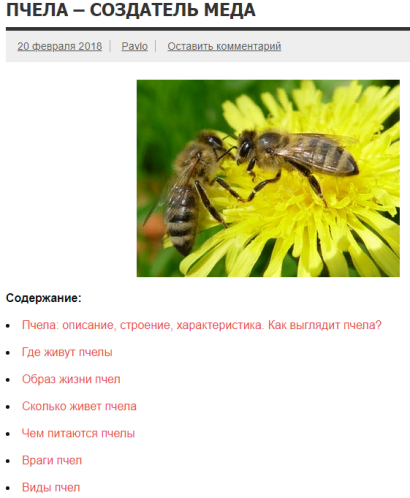 ПЧЕЛА – СОЗДАТЕЛЬ МЕДА
20 февраля 2018 Pavlo Оставить комментарий
Содержание:
Пчела: описание, строение, характеристика. Как выглядит пчела?
Где живут пчелы
Образ жизни пчел
Сколько живет пчела
Чем питаются пчелы
Враги пчел
Виды пчел